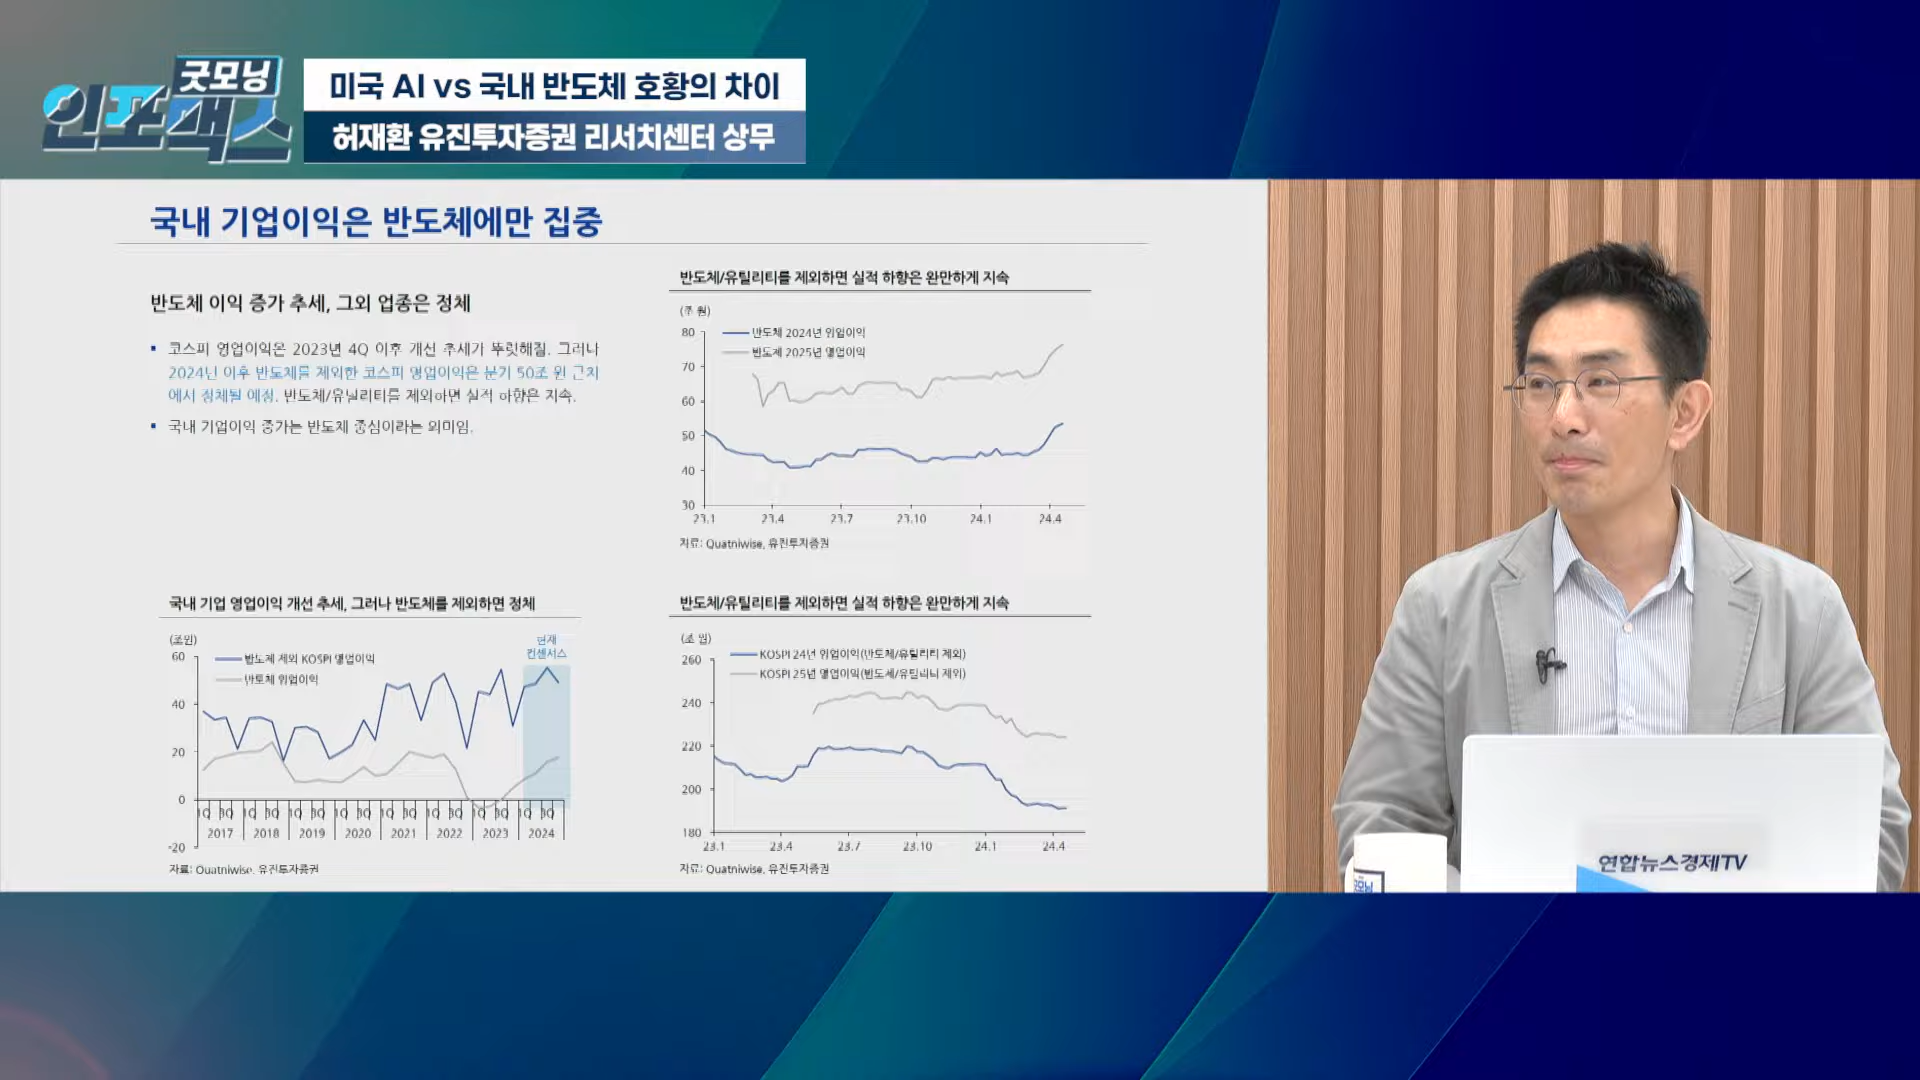 굿모닝
인포맥스
미국 AI vs 국내 반도체 호황의 차이
허재환 유진투자증권 리서치센터 상무
국내 기업이익은 반도체에만 집중
반도체 이익 증가 추세, 그외 업종은 정체
▪ 코스피 영업이익은 2023년 4Q 이후 개선 추세가 뚜렷해질. 그러나
2024년 이후 반도체를 제외한 코스피 영업이익은 분기 50조 원 근처
에서 정체될 예정. 반도체/유틸리티를 제외하면 실적 하향은 지속.
▪ 국내 기업이익 증가는 반도체 중심이라는 의미임.
반도체/유틸리티를 제외하면 실적 하향은 완만하게 지속
(조 원)
반도체 2024년 영업이익
반도체 2025년 영업이익
80
70
60
50
40
30
23.1 23.4 23.7 23.10 24.1 24.4
자료: Quatniwise, 유진투자증권
국내 기업 영업이익 개선 추세, 그러나 반도체를 제외하면 정체
(조원)
현재
컨센서스
반도체 제외 KOSPI 영업이익
반도체 영업이익
60
40
20
0
-20
1Q 3Q 1Q 3Q 1Q 3Q 1Q 3Q 1Q 3Q 1Q 3Q 1Q 3Q 1Q 3Q
2017 2018 2019 2020 2021 2022 2023 2024
자료: Quatniwise, 유진투자증권
반도체/유틸리티를 제외하면 실적 하향은 완만하게 지속
(조 원)
KOSPI 24년 영업이익(반도체/유틸리티 제외)
KOSPI 25년 영업이익(반도체/유틸리티 제외)
260
240
220
200
180
23.1 23.4 23.7 23.10 24.1 24.4
자료: Quatniwise, 유진투자증권
연합뉴스경제TV